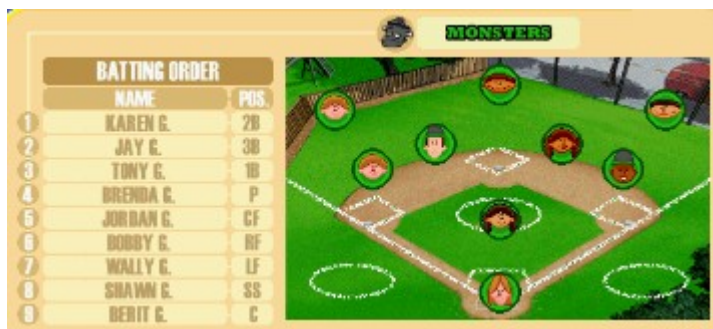 MONSTERS
BATTING ORDER
NAME POS.
1 KAREN G. 2B
2 JAY G. 3B
3 TONY G. 1B
4 BRENDA G. P
5 JORDAN G. CF
6 BOBBY G. RF
7 WALLY G. LF
8 SHAWN G. SS
9 BERIT G. C